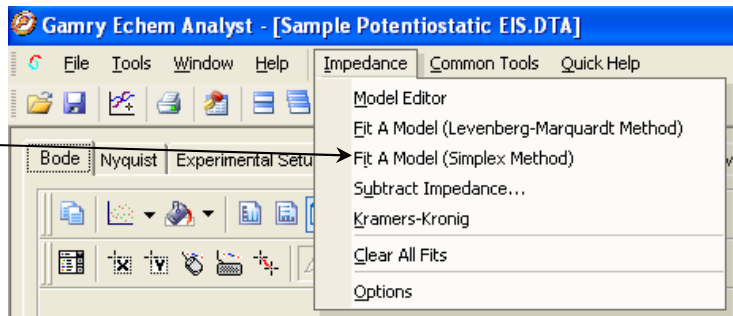 Gamry Echem Analyst - [Sample Potentiostatic EIS.DTA]
File Tools Window Help Impedance Common Tools Quick Help
Model Editor
Fit A Model (Levenberg-Marquardt Method)
Bode Nyquist Experimental Setu
Fit A Model (Simplex Method)
Subtract Impedance...
Kramers-Kronig
Clear All Fits
Options